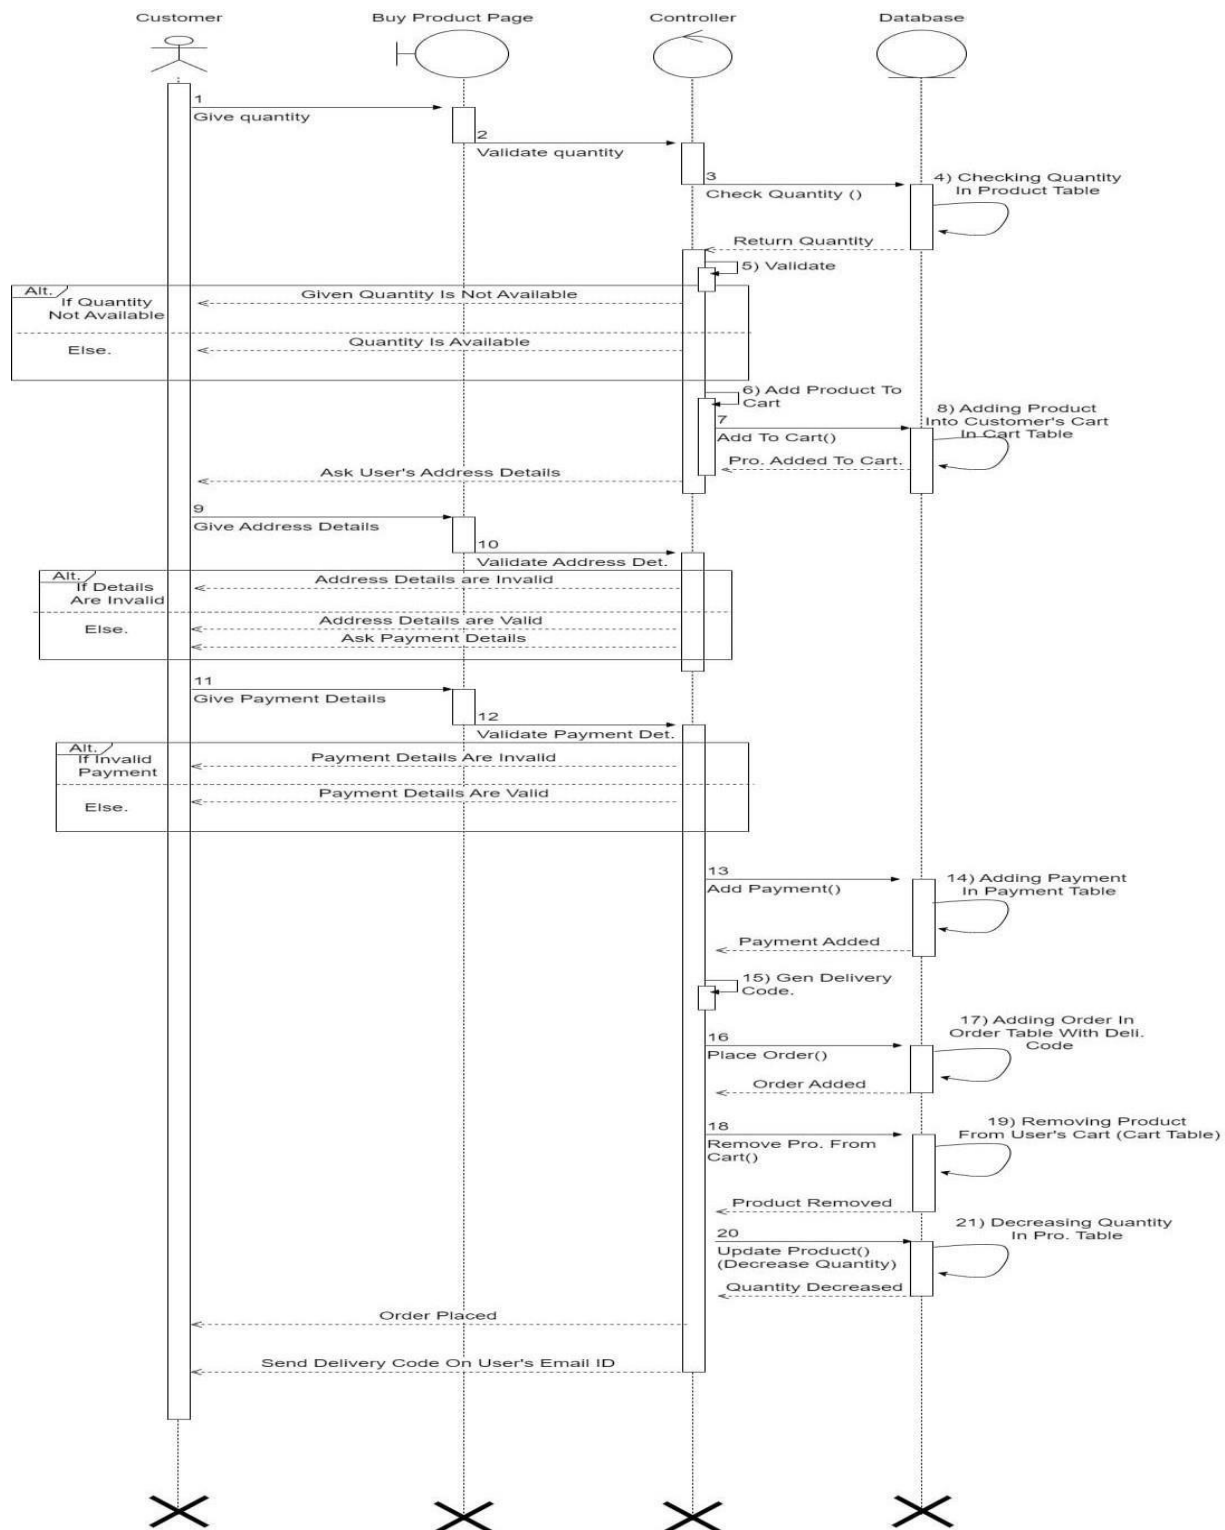 Customer
Buy Product Page
Controller
Database
1
Give quantity
2
Validate quantity
3
Check Quantity ()
4) Checking Quantity
In Product Table
Return Quantity
5) Validate
Alt.
If Quantity
Not Available
Given Quantity Is Not Available
Else.
Quantity Is Available
6) Add Product To
Cart
7
Add To Cart()
8) Adding Product
Into Customer's Cart
In Cart Table
Pro. Added To Cart.
Ask User's Address Details
9
Give Address Details
10
Validate Address Det.
Alt.
If Details
Are Invalid
Address Details are Invalid
Else.
Address Details are Valid
Ask Payment Details
11
Give Payment Details
12
Validate Payment Det.
Alt.
If Invalid
Payment
Payment Details Are Invalid
Else.
Payment Details Are Valid
13
Add Payment()
14) Adding Payment
In Payment Table
Payment Added
15) Gen Delivery
Code.
16
Place Order()
17) Adding Order In
Order Table With Deli.
Code
Order Added
18
Remove Pro. From
Cart()
19) Removing Product
From User's Cart (Cart Table)
Product Removed
20
Update Product()
(Decrease Quantity)
21) Decreasing Quantity
In Pro. Table
Quantity Decreased
Order Placed
Send Delivery Code On User's Email ID